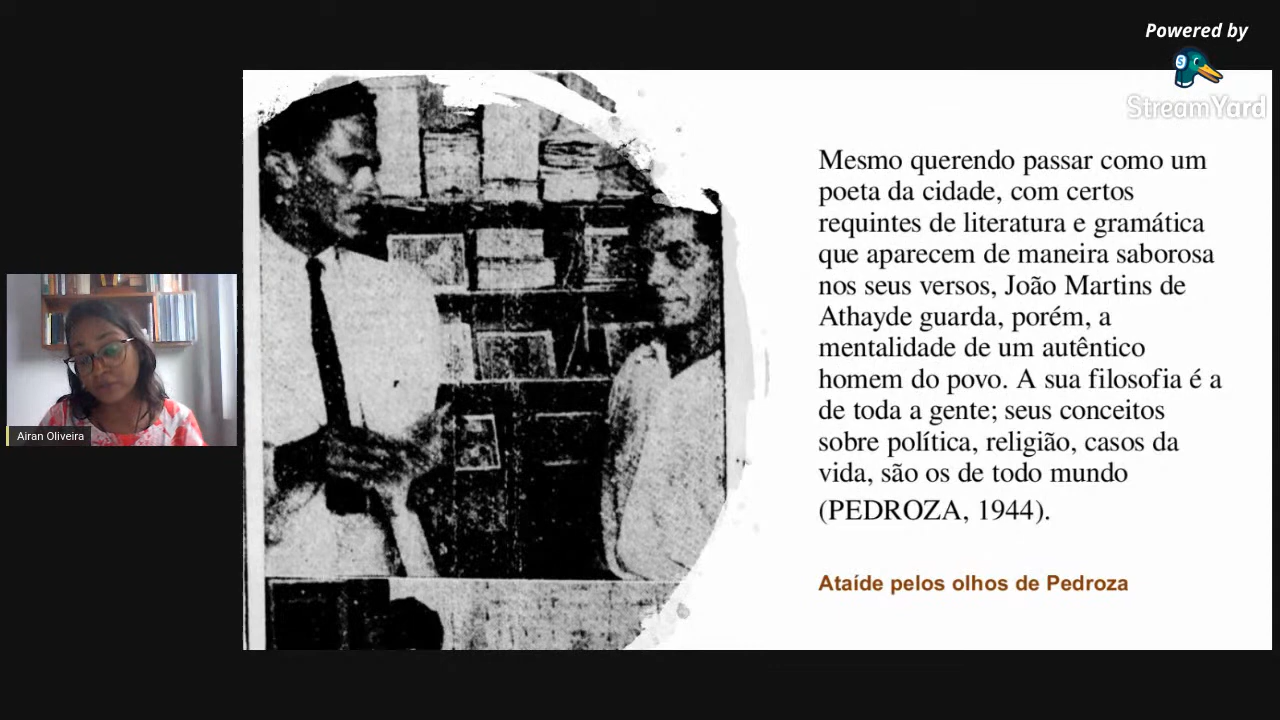 Powered by
StreamYard
Mesmo querendo passar como um
poeta da cidade, com certos
requintes de literatura e gramática
que aparecem de maneira saborosa
nos seus versos, João Martins de
Athayde guarda, porém, a
mentalidade de um autêntico
homem do povo. A sua filosofia é a
de toda a gente; seus conceitos
sobre política, religião, casos da
vida, são os de todo mundo
(PEDROZA, 1944).
Ataíde pelos olhos de Pedroza
Airan Oliveira